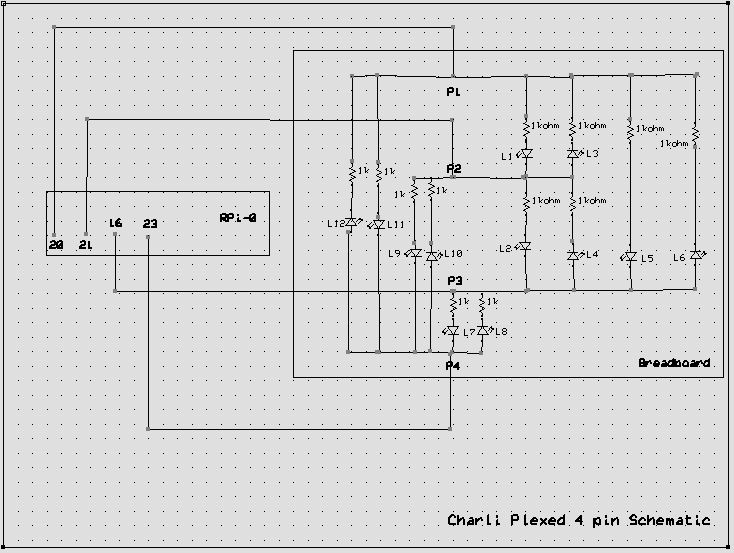 P1
1kohm
1kohm
1kohm
1kohm
L1
L3
P2
1k
1k
1k
1k
1kohm
1kohm
16
23
RPi-0
20
21
L12
L11
L9
L10
L2
L4
L5
L6
P3
1k
1k
L7
L8
P4
Breadboard
Charli Plexed 4 pin Schematic